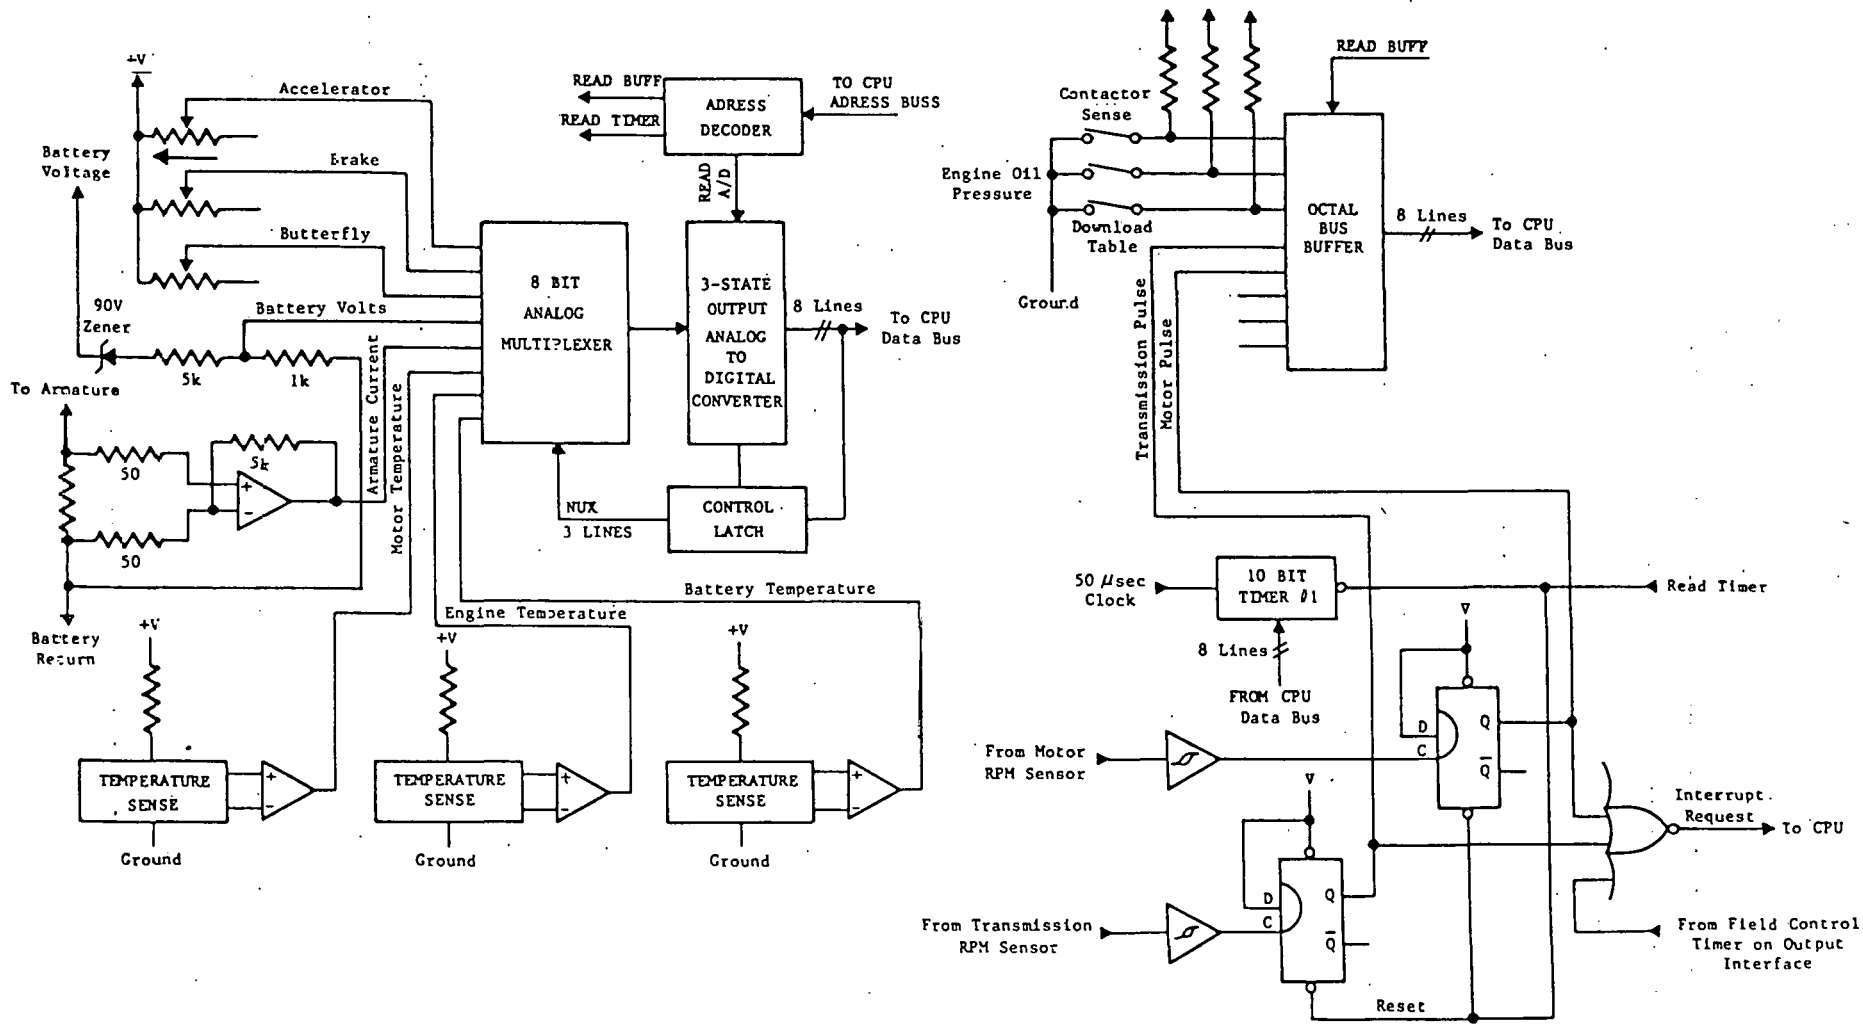 +V
Accelerator
Battery
Voltage
Brake
Butterfly
90V
Zener
Battery Volts
5k
1k
To Armature
50
5k
50
Armature Current
Motor Temperature
Battery
Return
READ BUFF
READ TIMER
ADRESS
DECODER
TO CPU
ADRESS BUSS
READ
A/D
8 BIT
ANALOG
MULTIPLEXER
3-STATE
OUTPUT
ANALOG
TO
DIGITAL
CONVERTER
8 Lines
To CPU
Data Bus
NUX
3 LINES
CONTROL
LATCH
Battery Temperature
Engine Temperature
+V
+V
+V
TEMPERATURE
SENSE
+
-
Ground
TEMPERATURE
SENSE
+
-
Ground
TEMPERATURE
SENSE
+
-
Ground
+
-
READ BUFF
Contactor
Sense
Engine Oil
Pressure
Download
Table
Ground
OCTAL
BUS
BUFFER
8 Lines
To CPU
Data Bus
Transmission Pulse
Motor Pulse
50 µsec
Clock
10 BIT
TIMER #1
Read Timer
8 Lines
FROM CPU
Data Bus
V
D
C
Q
Q
From Motor
RPM Sensor
V
D
C
Q
Q
From Transmission
RPM Sensor
Reset
Interrupt
Request
To CPU
From Field Control
Timer on Output
Interface